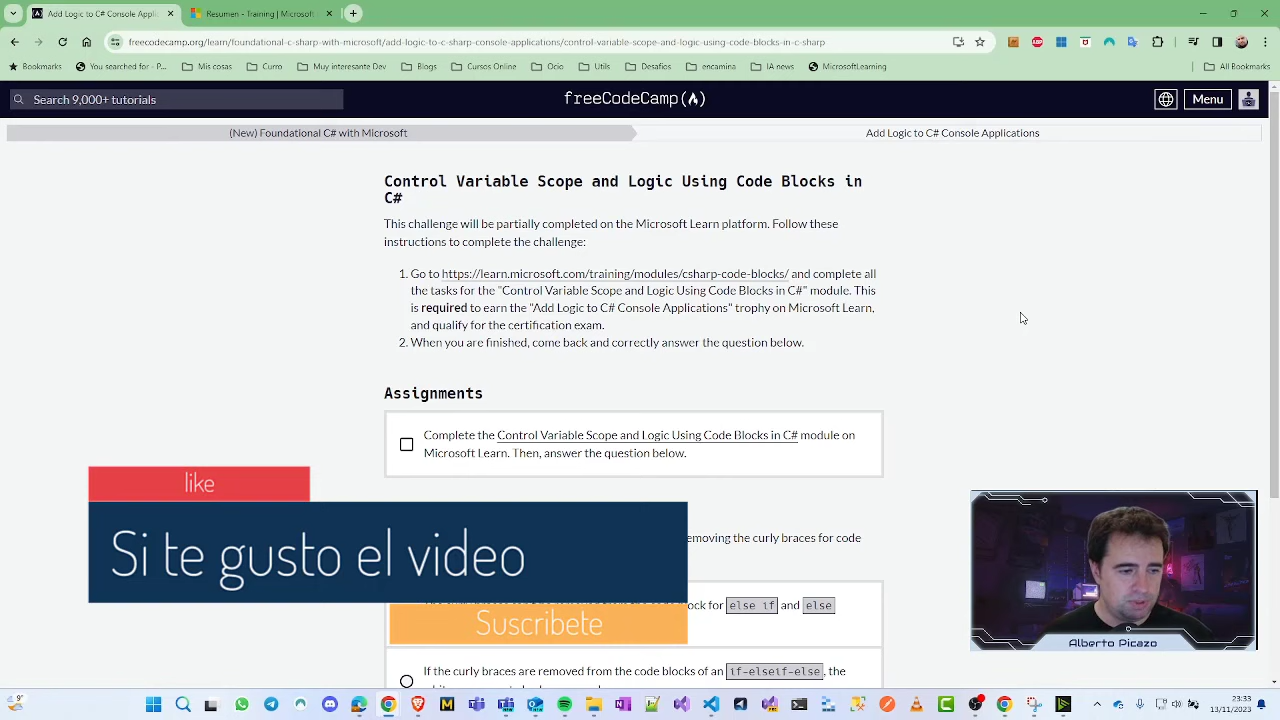 Add Logic to C# Console Applic
Resumen - Training | Microsoft
freecodecamp.org/learn/foundational-c-sharp-with-microsoft/add-logic-to-c-sharp-console-applications/control-variable-scope-and-logic-using-code-blocks-in-c-sharp
Bookmarks
You searched for - P...
Mis cosas
Curro
Muy interesante Dev
Blogs
Cursos Online
Ocio
Utils
Desafios
encamina
IA news
MicrosoftLearning
All Bookmarks
Search 9,000+ tutorials
freeCodeCamp
Menu
(New) Foundational C# with Microsoft
Add Logic to C# Console Applications
Control Variable Scope and Logic Using Code Blocks in
C#
This challenge will be partially completed on the Microsoft Learn platform. Follow these
instructions to complete the challenge:
1. Go to https://learn.microsoft.com/training/modules/csharp-code-blocks/ and complete all
the tasks for the "Control Variable Scope and Logic Using Code Blocks in C#" module. This
is required to earn the "Add Logic to C# Console Applications" trophy on Microsoft Learn,
and qualify for the certification exam.
2. When you are finished, come back and correctly answer the question below.
Assignments
Complete the Control Variable Scope and Logic Using Code Blocks in C# module on
Microsoft Learn. Then, answer the question below.
like
Si te gusto el video
Suscribete
emoving the curly braces for code
ock for else if and else
If the curly braces are removed from the code blocks of an if-elseif-else, the
Alberto Picazo
9°
23:33
13/11/2023